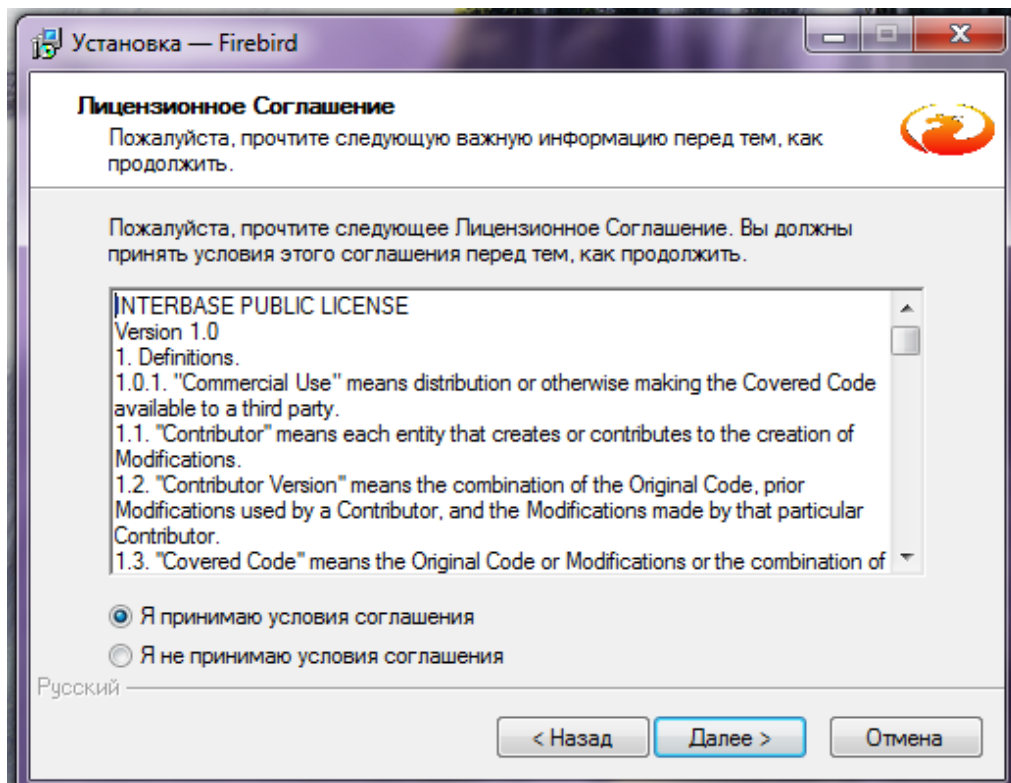 Установка — Firebird
Лицензионное Соглашение
Пожалуйста, прочтите следующую важную информацию перед тем, как
продолжить.
Пожалуйста, прочтите следующее Лицензионное Соглашение. Вы должны
принять условия этого соглашения перед тем, как продолжить.
INTERBASE PUBLIC LICENSE
Version 1.0
1. Definitions.
1.0.1. "Commercial Use" means distribution or otherwise making the Covered Code
available to a third party.
1.1. "Contributor" means each entity that creates or contributes to the creation of
Modifications.
1.2. "Contributor Version" means the combination of the Original Code, prior
Modifications used by a Contributor, and the Modifications made by that particular
Contributor.
1.3. "Covered Code" means the Original Code or Modifications or the combination of
Я принимаю условия соглашения
Я не принимаю условия соглашения
Русский
< Назад
Далее >
Отмена